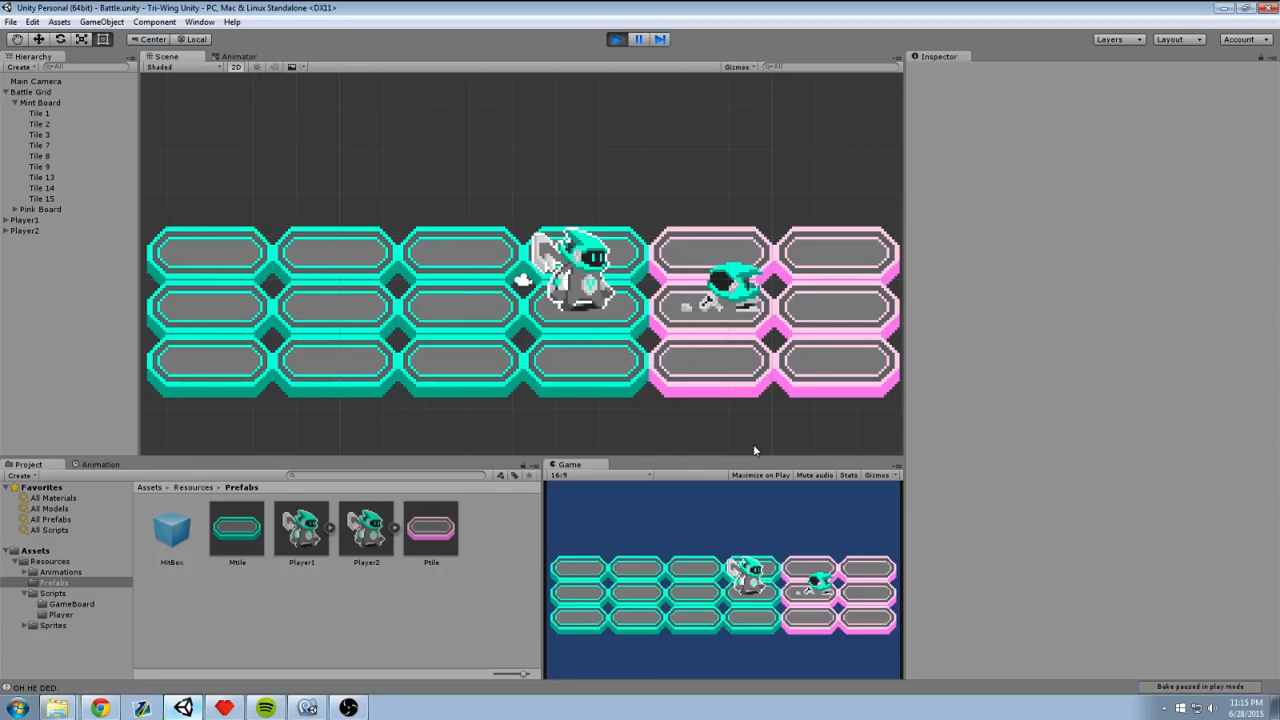 Unity Personal (64bit) - Battle.unity - Tri-Wing Unity - PC, Mac & Linux Standalone <DX11>
File Edit Assets GameObject Component Window Help
Center Local
Layers Layout Account
Hierarchy
Create All
Main Camera
Battle Grid
Mint Board
Tile 1
Tile 2
Tile 3
Tile 7
Tile 8
Tile 9
Tile 13
Tile 14
Tile 15
Pink Board
Player1
Player2
Scene Animator
Shaded 2D Gizmos All
Inspector
Project Animation
Create
Favorites
All Materials
All Models
All Prefabs
All Scripts
Assets
Resources
Animations
Prefabs
Scripts
GameBoard
Player
Sprites
Assets Resources Prefabs
HitBox Mtile Player1 Player2 Ptile
Game
16:9 Maximize on Play Mute audio Stats Gizmos
OH HE DED.
Bake paused in play mode
11:15 PM
6/28/2015